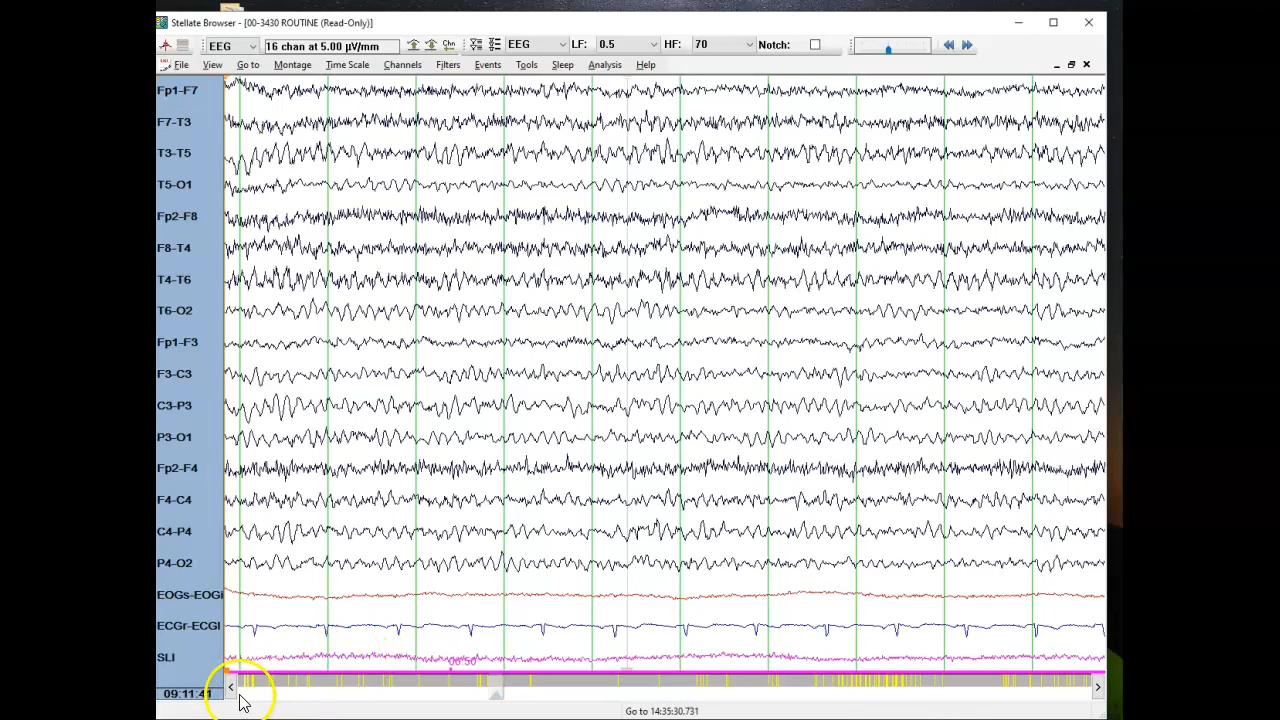 Stellate Browser - [00-3430 ROUTINE (Read-Only)]
EEG 16 chan at 5.00 µV/mm Chn EEG LF: 0.5 HF: 70 Notch:
File View Go to Montage Time Scale Channels Filters Events Tools Sleep Analysis Help
Fp1-F7
F7-T3
T3-T5
T5-O1
Fp2-F8
F8-T4
T4-T6
T6-O2
Fp1-F3
F3-C3
C3-P3
P3-O1
Fp2-F4
F4-C4
C4-P4
P4-O2
EOGs-EOGi
ECGr-ECGl
SLI
06:50
09:11:41
Go to 14:35:30.731